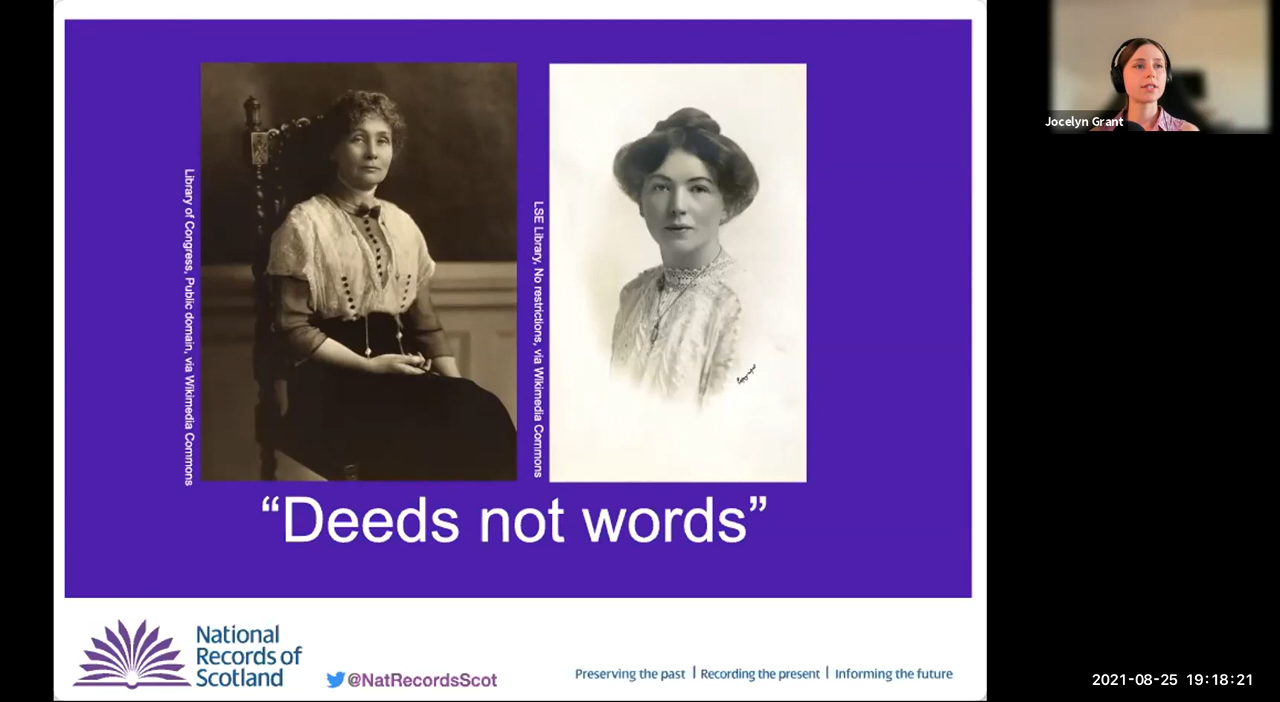 Library of Congress, Public domain, via Wikimedia Commons
LSE Library, No restrictions, via Wikimedia Commons
“Deeds not words”
National
Records of
Scotland
@NatRecordsScot
Preserving the past | Recording the present | Informing the future
Jocelyn Grant
2021-08-25 19:18:21